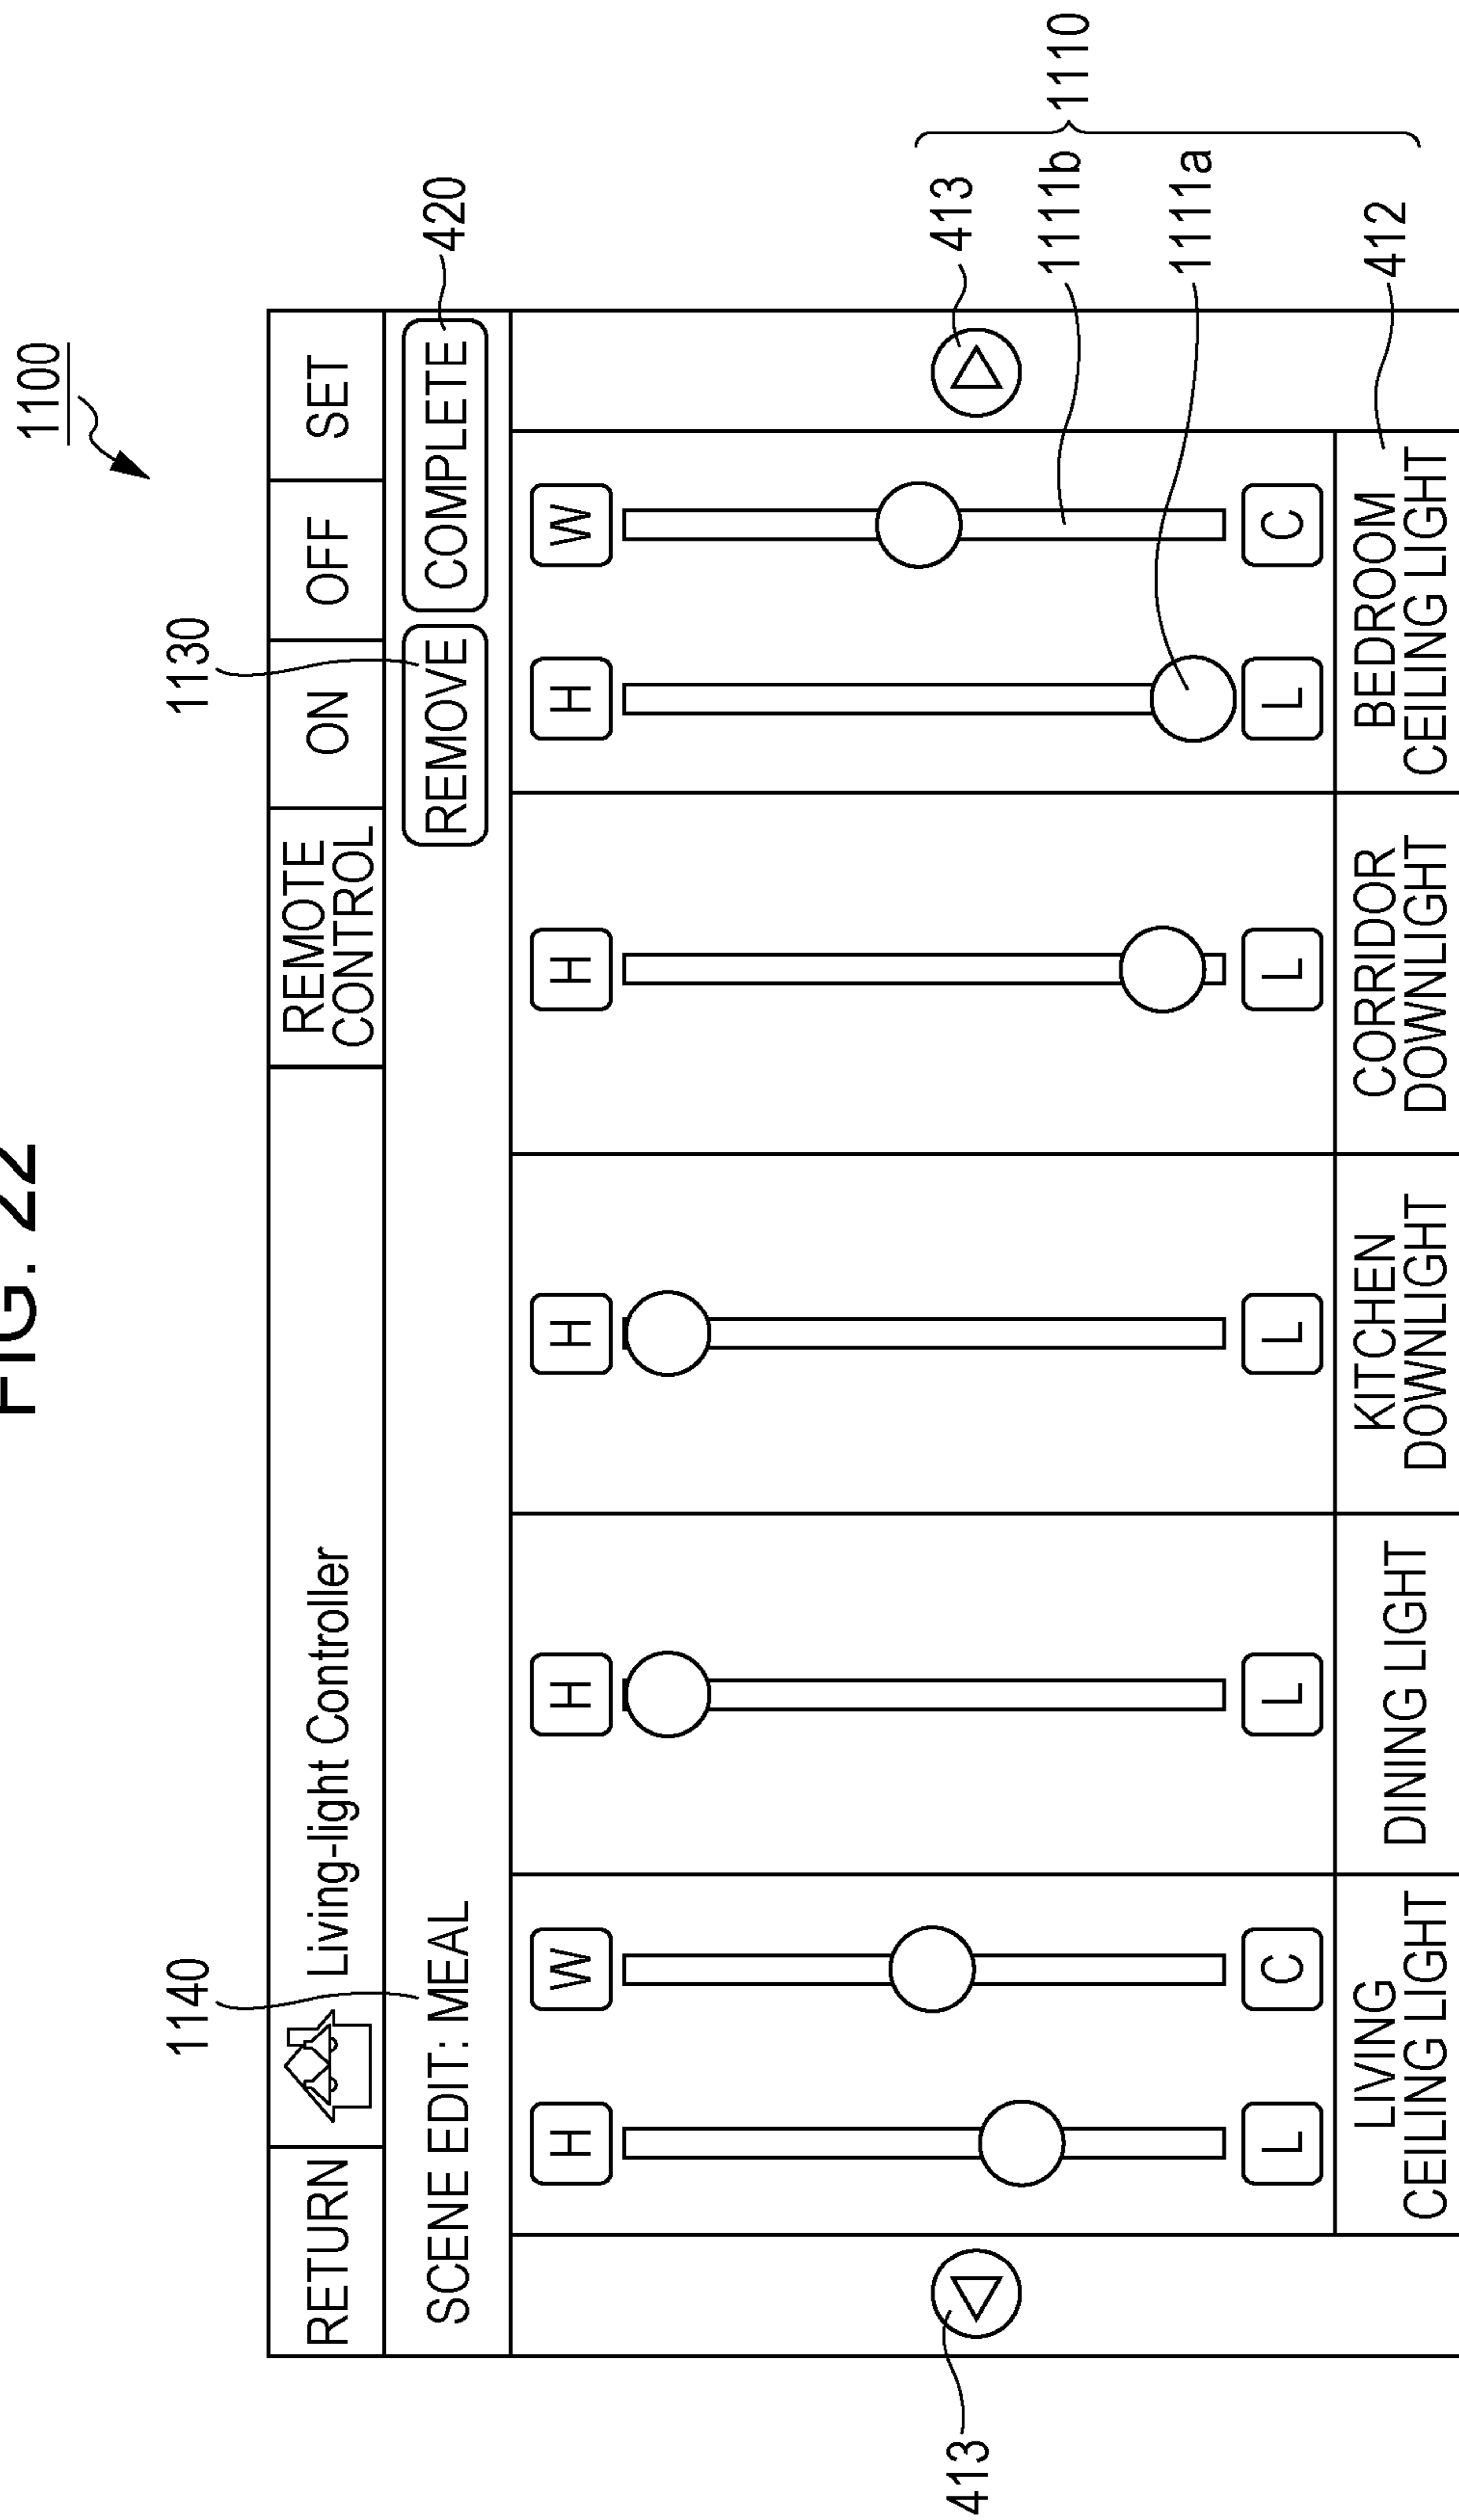 FIG. 22
1100
1140
1130
RETURN
Living-light Controller
REMOTE
CONTROL
ON
OFF
SET
SCENE EDIT: MEAL
REMOVE
COMPLETE
420
H
W
H
H
H
H
W
413
413
1111b
1111a
1110
L
C
L
L
L
L
C
LIVING
CEILING LIGHT
DINING LIGHT
KITCHEN
DOWNLIGHT
CORRIDOR
DOWNLIGHT
BEDROOM
CEILING LIGHT
412